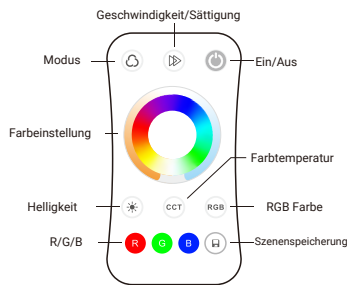 Geschwindigkeit/Sättigung
Modus
Ein/Aus
Farbeinstellung
Farbtemperatur
Helligkeit
CCT
RGB
RGB Farbe
R/G/B
R
G
B
Szenenspeicherung